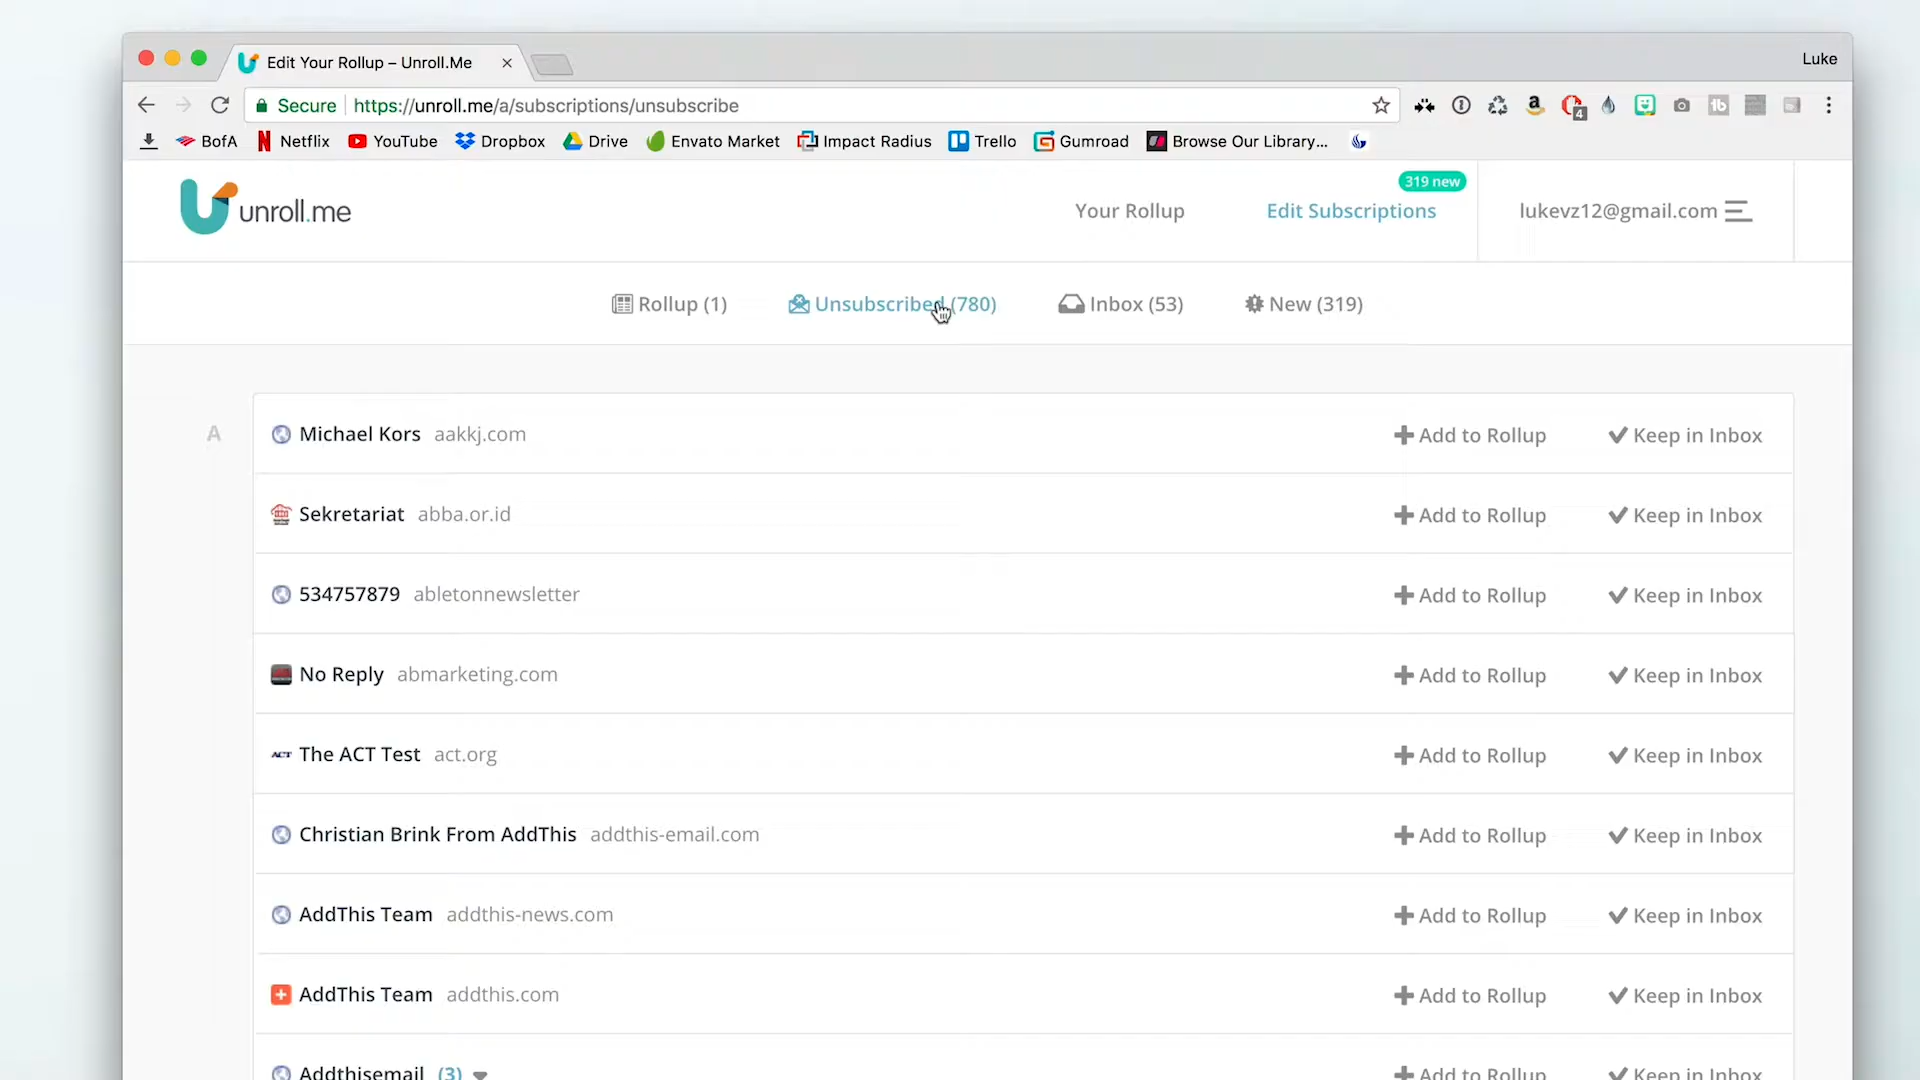 Edit Your Rollup – Unroll.Me
Luke
Secure https://unroll.me/a/subscriptions/unsubscribe
4
BofA Netflix YouTube Dropbox Drive Envato Market Impact Radius Trello Gumroad Browse Our Library...
319 new
unroll.me Your Rollup Edit Subscriptions lukevz12@gmail.com
Rollup (1) Unsubscribed (780) Inbox (53) New (319)
A Michael Kors aakkj.com Add to Rollup Keep in Inbox
Sekretariat abba.or.id Add to Rollup Keep in Inbox
534757879 abletonnewsletter Add to Rollup Keep in Inbox
No Reply abmarketing.com Add to Rollup Keep in Inbox
ACT The ACT Test act.org Add to Rollup Keep in Inbox
Christian Brink From AddThis addthis-email.com Add to Rollup Keep in Inbox
AddThis Team addthis-news.com Add to Rollup Keep in Inbox
AddThis Team addthis.com Add to Rollup Keep in Inbox
Addthisemail (3) Add to Rollup Keep in Inbox